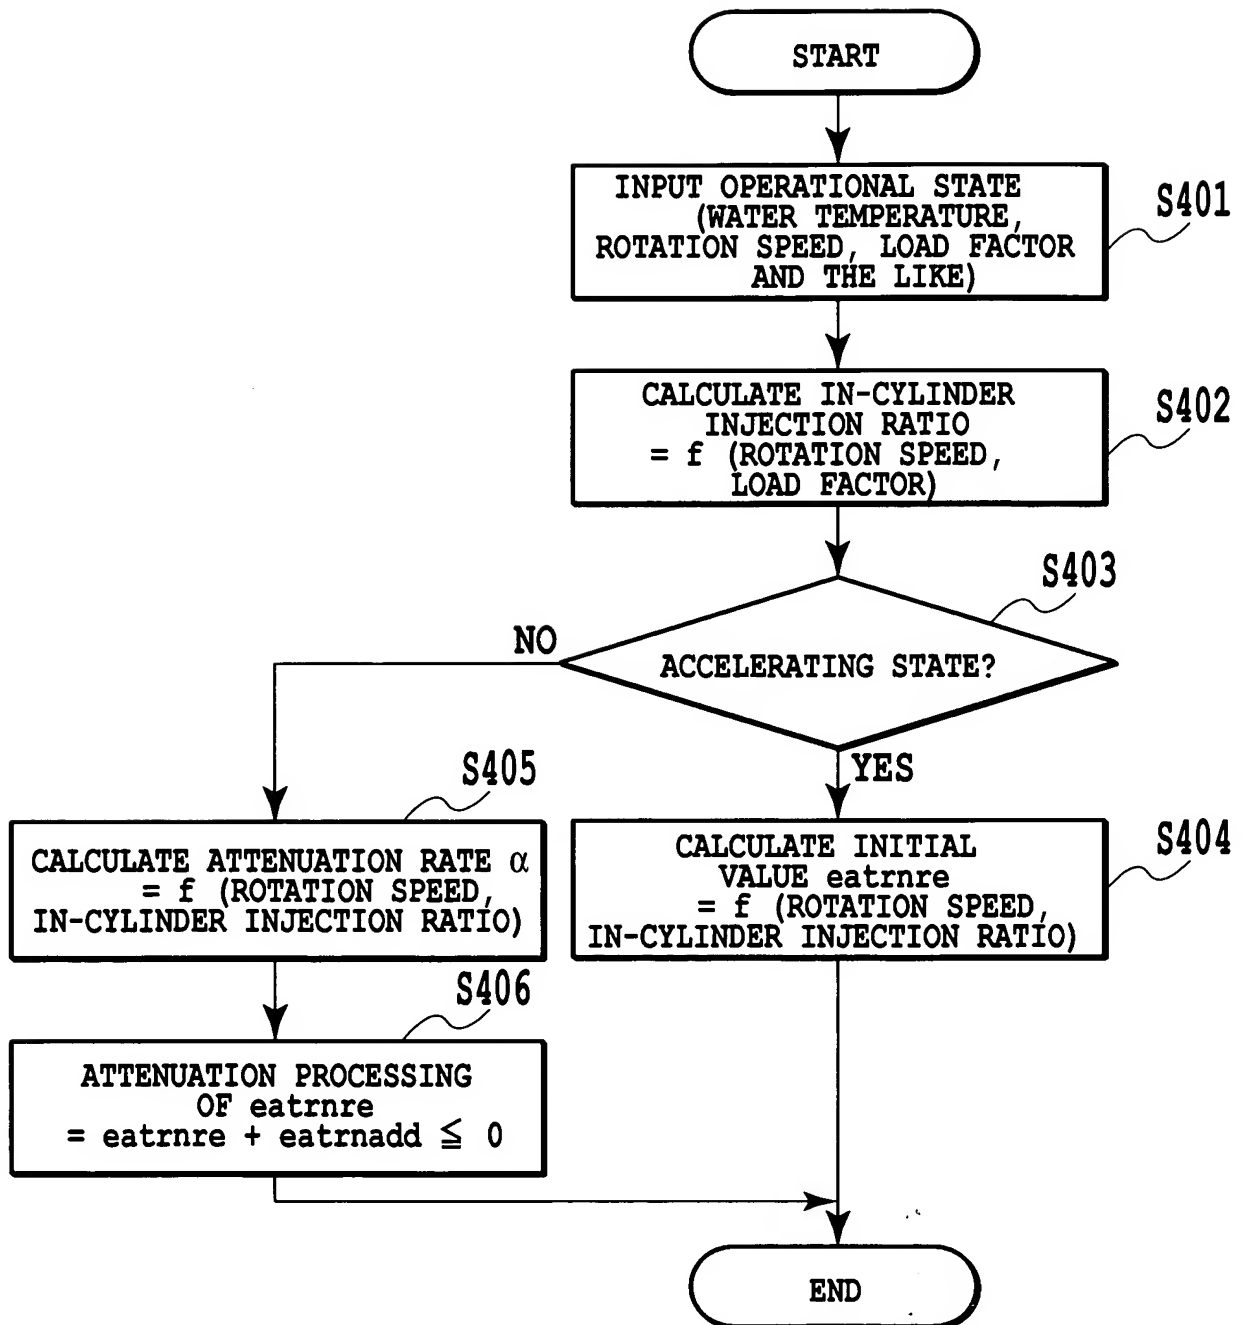 START
INPUT OPERATIONAL STATE
(WATER TEMPERATURE,
ROTATION SPEED, LOAD FACTOR
AND THE LIKE)
S401
CALCULATE IN-CYLINDER
INJECTION RATIO
= f (ROTATION SPEED,
LOAD FACTOR)
S402
S403
ACCELERATING STATE?
NO
YES
S405
CALCULATE ATTENUATION RATE α
= f (ROTATION SPEED,
IN-CYLINDER INJECTION RATIO)
S404
CALCULATE INITIAL
VALUE eatrnre
= f (ROTATION SPEED,
IN-CYLINDER INJECTION RATIO)
S406
ATTENUATION PROCESSING
OF eatrnre
= eatrnre + eatrnadd ≦ 0
END